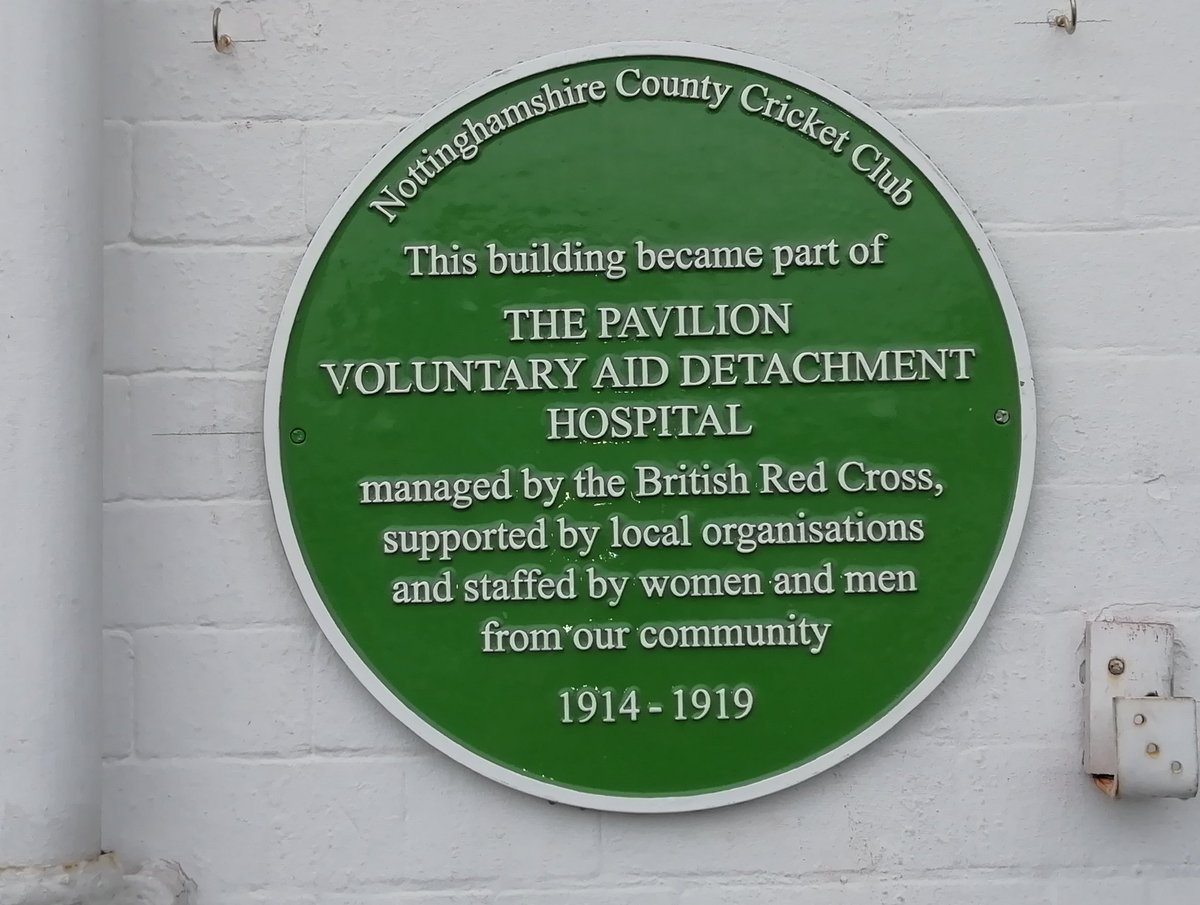 Nottinghamshire County Cricket Club
This building became part of
THE PAVILION
VOLUNTARY AID DETACHMENT
HOSPITAL
managed by the British Red Cross,
supported by local organisations
and staffed by women and men
from our community
1914 - 1919